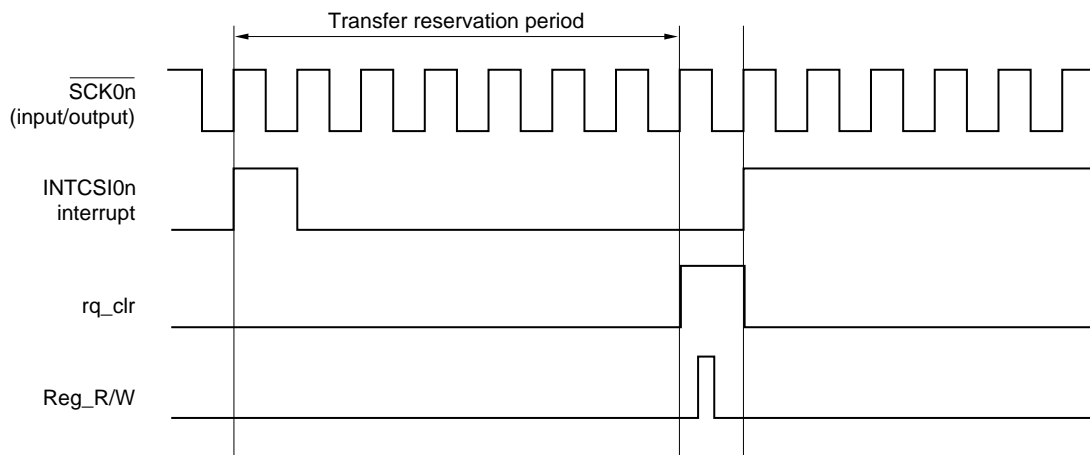 Transfer reservation period
SCK0n
(input/output)
INTCSI0n
interrupt
rq_clr
Reg_R/W